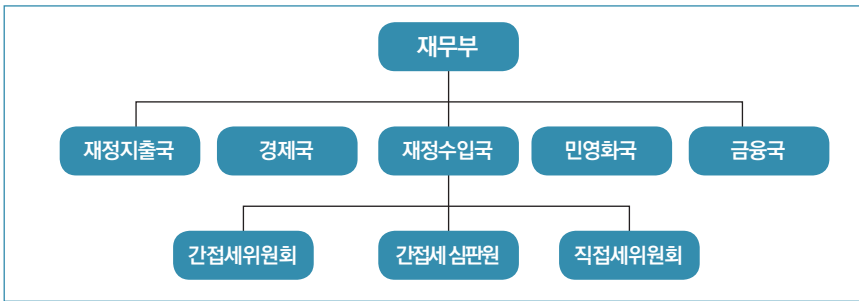 재무부
재정지출국
경제국
재정수입국
민영화국
금융국
간접세위원회
간접세 심판원
직접세위원회